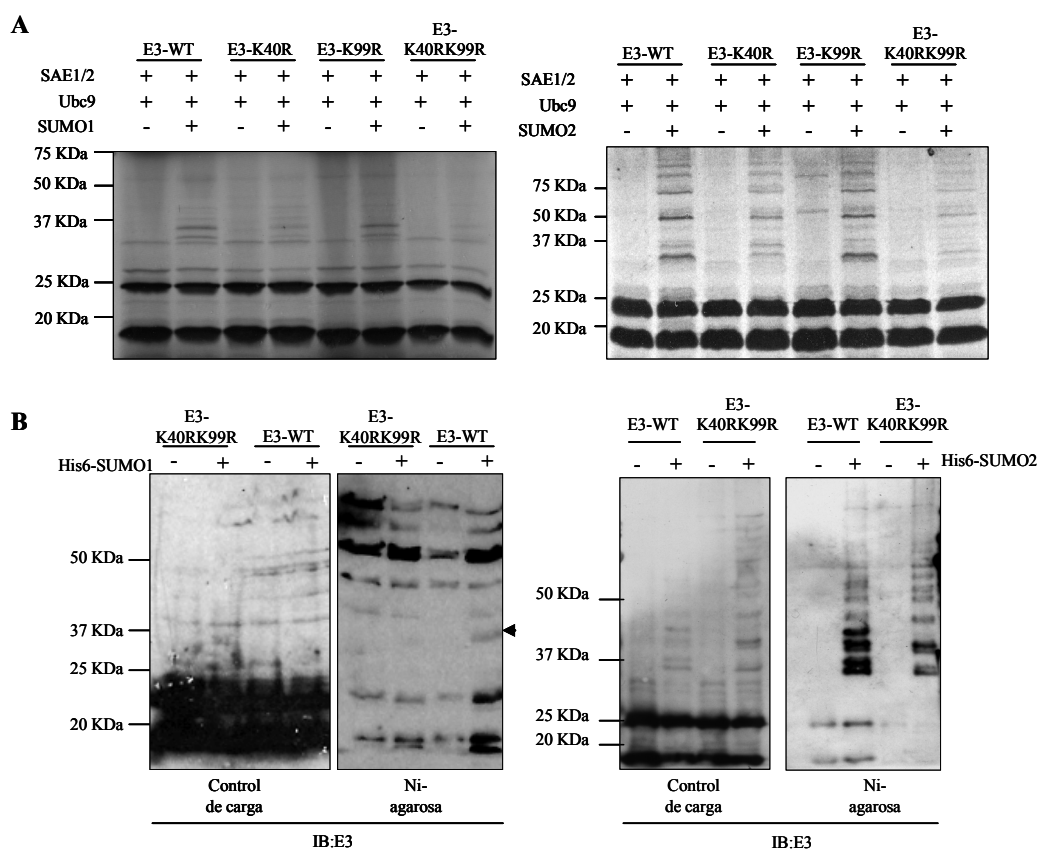 A
E3-WT E3-K40R E3-K99R E3-
K40RK99R
SAE1/2 + + + + + + + +
Ubc9 + + + + + + + +
SUMO1 - + - + - + - +
75 KDa
50 KDa
37 KDa
25 KDa
20 KDa
E3-WT E3-K40R E3-K99R E3-
K40RK99R
SAE1/2 + + + + + + + +
Ubc9 + + + + + + + +
SUMO2 - + - + - + - +
75 KDa
50 KDa
37 KDa
25 KDa
20 KDa
B
E3-
K40RK99R E3-WT
E3-
K40RK99R E3-WT
His6-SUMO1 - + - + - + - +
50 KDa
37 KDa
25 KDa
20 KDa
Control
de carga
Ni-
agarosa
IB:E3
E3-WT E3-
K40RK99R
E3-WT E3-
K40RK99R
- + - + - + - + His6-SUMO2
50 KDa
37 KDa
25 KDa
20 KDa
Control
de carga
Ni-
agarosa
IB:E3